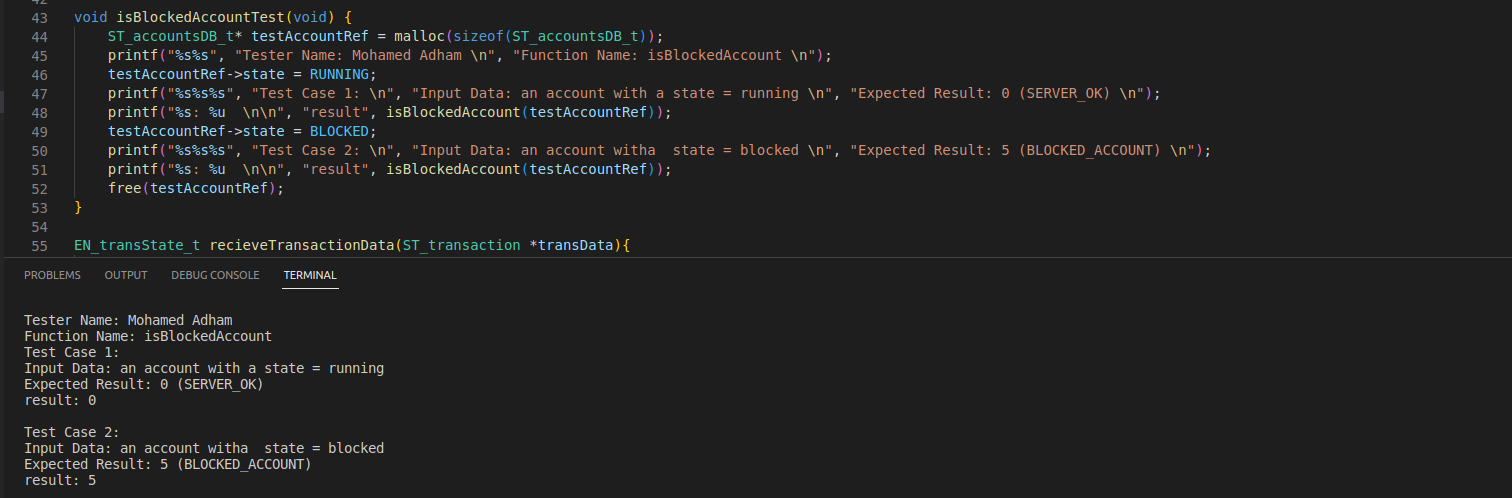 42
43 void isBlockedAccountTest(void) {
44 ST_accountsDB_t* testAccountRef = malloc(sizeof(ST_accountsDB_t));
45 printf("%s%s", "Tester Name: Mohamed Adham \n", "Function Name: isBlockedAccount \n");
46 testAccountRef->state = RUNNING;
47 printf("%s%s%s", "Test Case 1: \n", "Input Data: an account with a state = running \n", "Expected Result: 0 (SERVER_OK) \n");
48 printf("%s: %u  \n\n", "result", isBlockedAccount(testAccountRef));
49 testAccountRef->state = BLOCKED;
50 printf("%s%s%s", "Test Case 2: \n", "Input Data: an account witha  state = blocked \n", "Expected Result: 5 (BLOCKED_ACCOUNT) \n");
51 printf("%s: %u  \n\n", "result", isBlockedAccount(testAccountRef));
52 free(testAccountRef);
53 }
54
55 EN_transState_t recieveTransactionData(ST_transaction *transData){
PROBLEMS OUTPUT DEBUG CONSOLE TERMINAL
Tester Name: Mohamed Adham
Function Name: isBlockedAccount
Test Case 1:
Input Data: an account with a state = running
Expected Result: 0 (SERVER_OK)
result: 0
Test Case 2:
Input Data: an account witha  state = blocked
Expected Result: 5 (BLOCKED_ACCOUNT)
result: 5